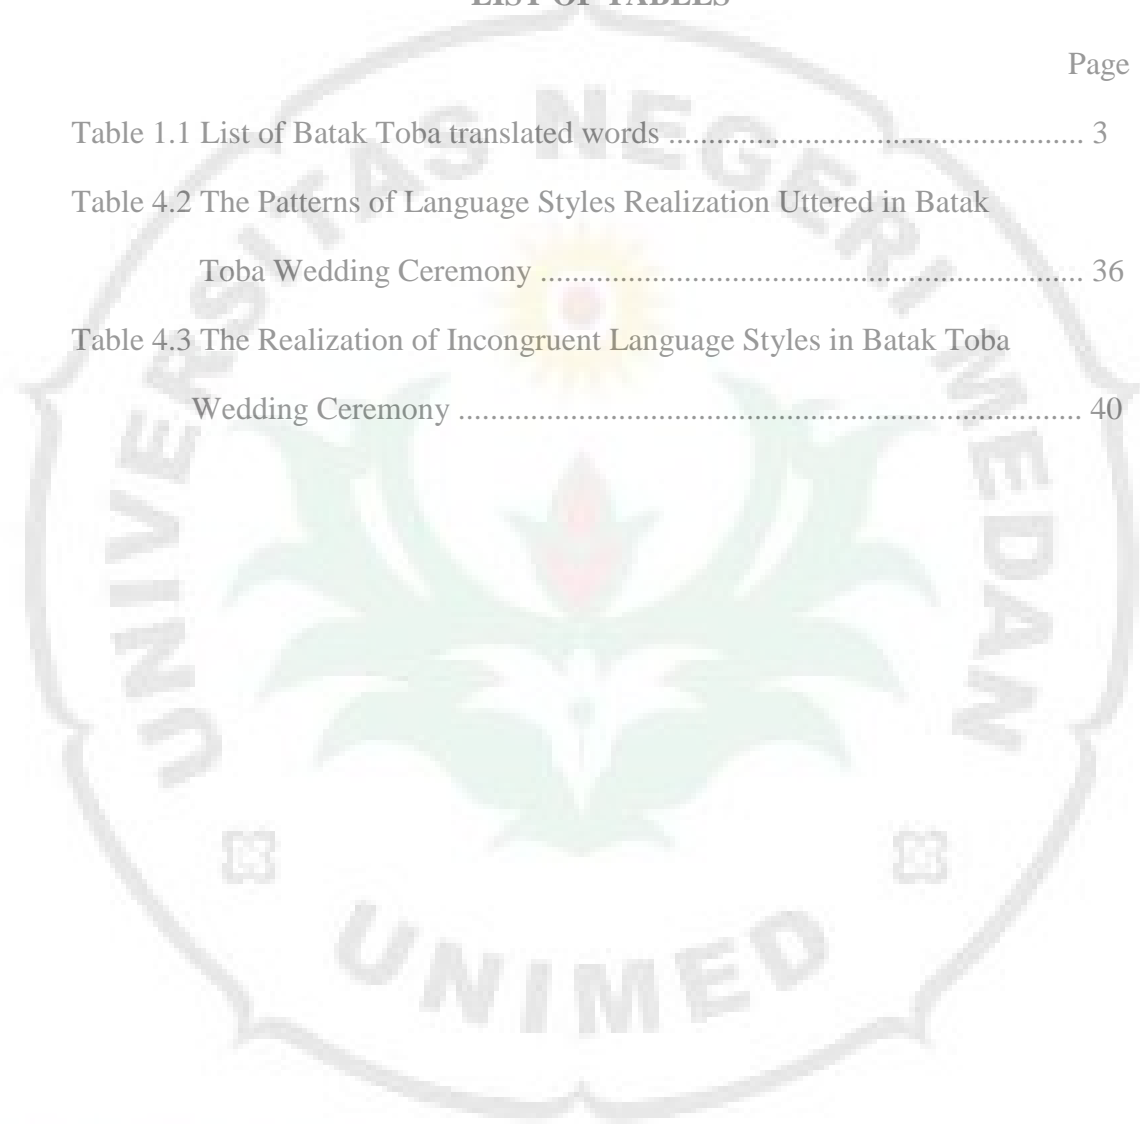 LIST OF TABLES
Page
Table 1.1 List of Batak Toba translated words .................................................... 3
Table 4.2 The Patterns of Language Styles Realization Uttered in Batak
Toba Wedding Ceremony .................................................................... 36
Table 4.3 The Realization of Incongruent Language Styles in Batak Toba
Wedding Ceremony .............................................................................. 40
UNIVERSITAS NEGERI MEDAN
UNIMED